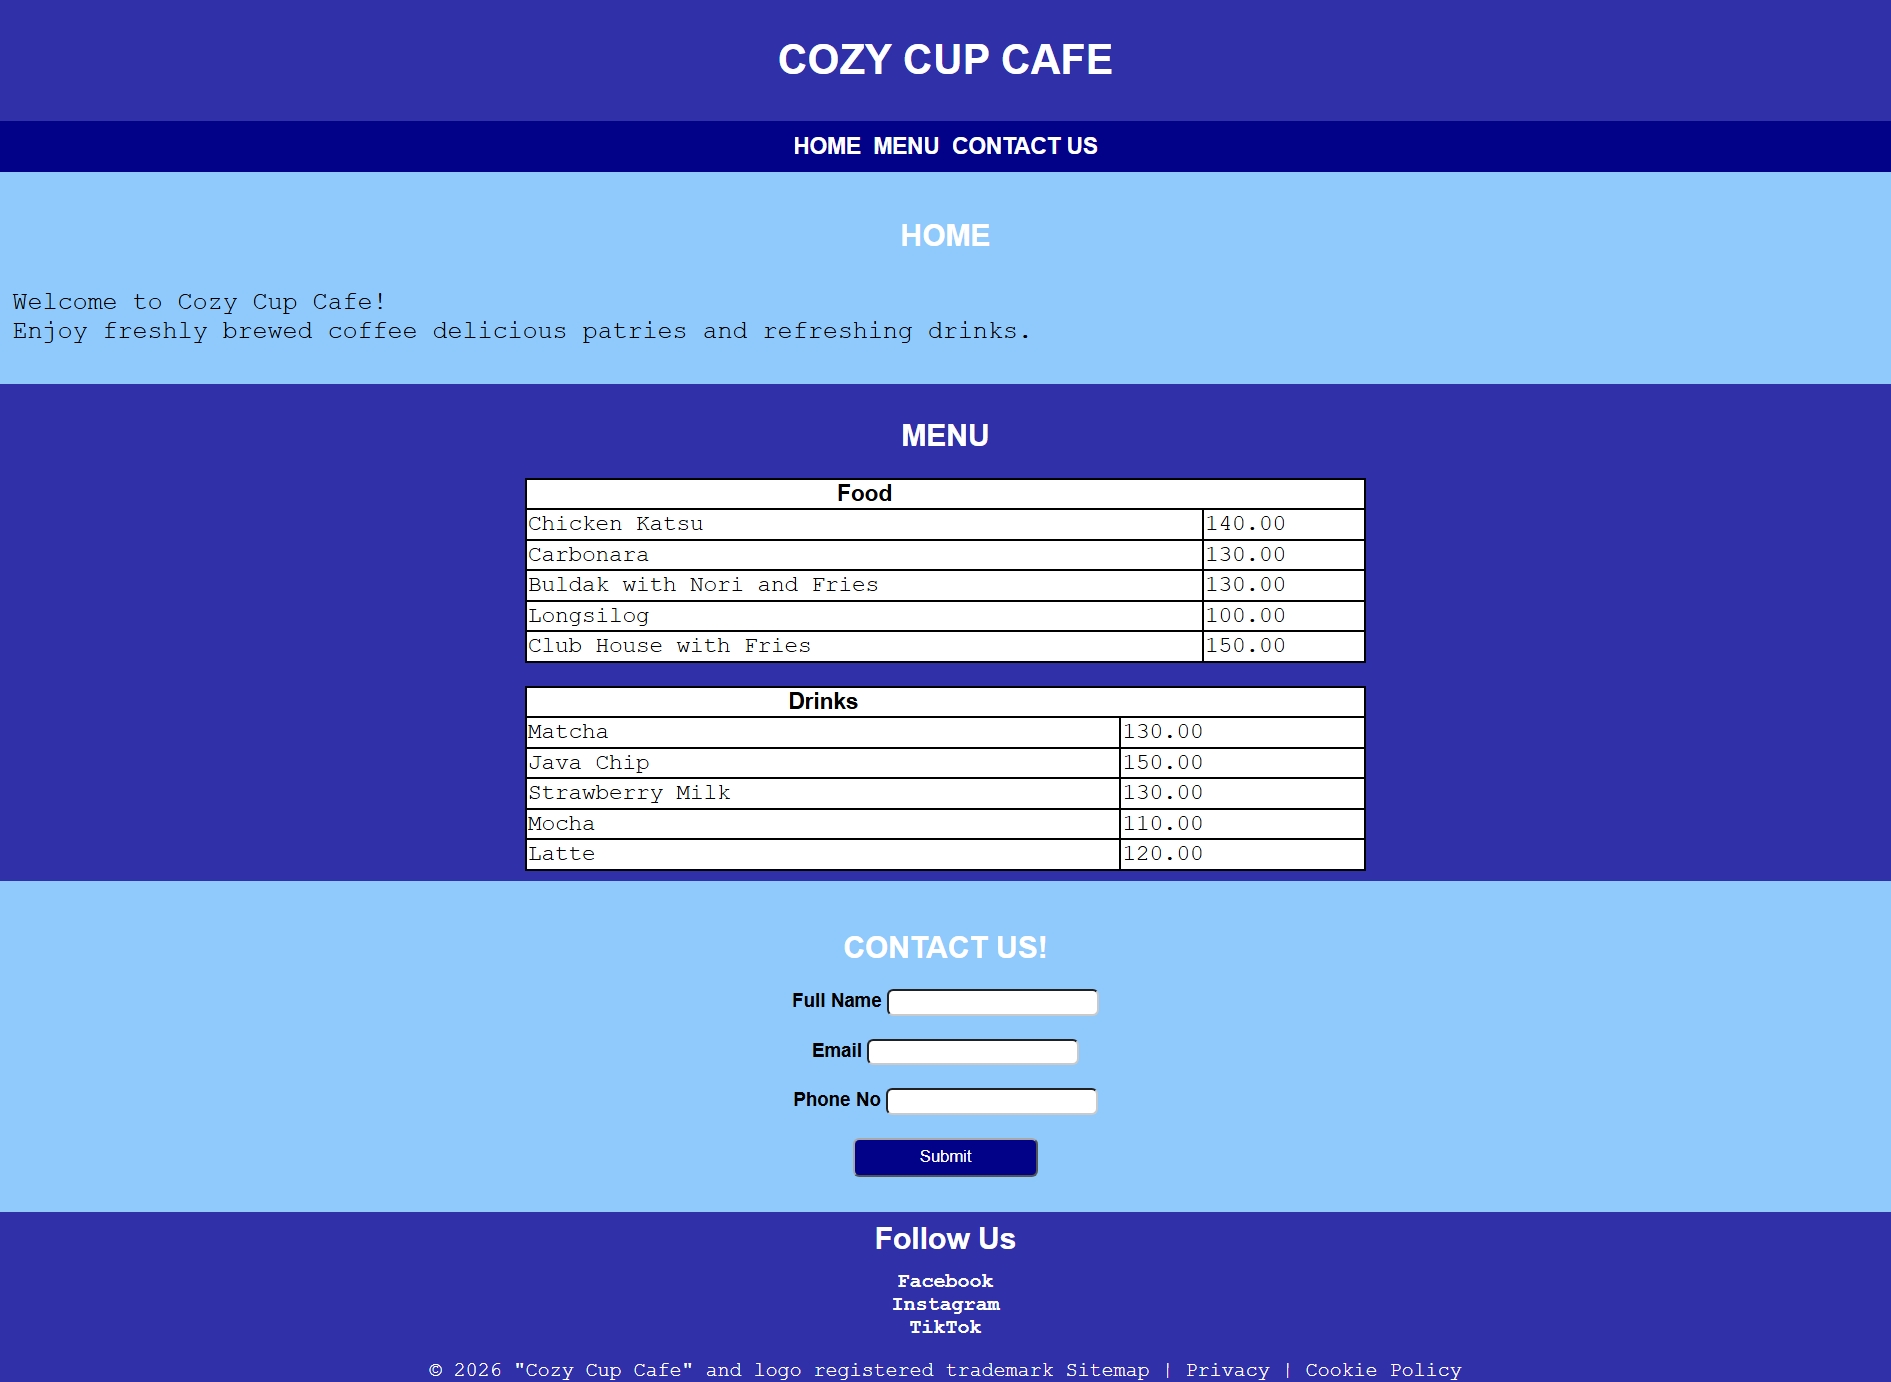 COZY CUP CAFE
HOME MENU CONTACT US
HOME
Welcome to Cozy Cup Cafe!
Enjoy freshly brewed coffee delicious patries and refreshing drinks.
MENU
Food
Chicken Katsu 140.00
Carbonara 130.00
Buldak with Nori and Fries 130.00
Longsilog 100.00
Club House with Fries 150.00
Drinks
Matcha 130.00
Java Chip 150.00
Strawberry Milk 130.00
Mocha 110.00
Latte 120.00
CONTACT US!
Full Name
Email
Phone No
Submit
Follow Us
Facebook
Instagram
TikTok
© 2026 "Cozy Cup Cafe" and logo registered trademark Sitemap | Privacy | Cookie Policy